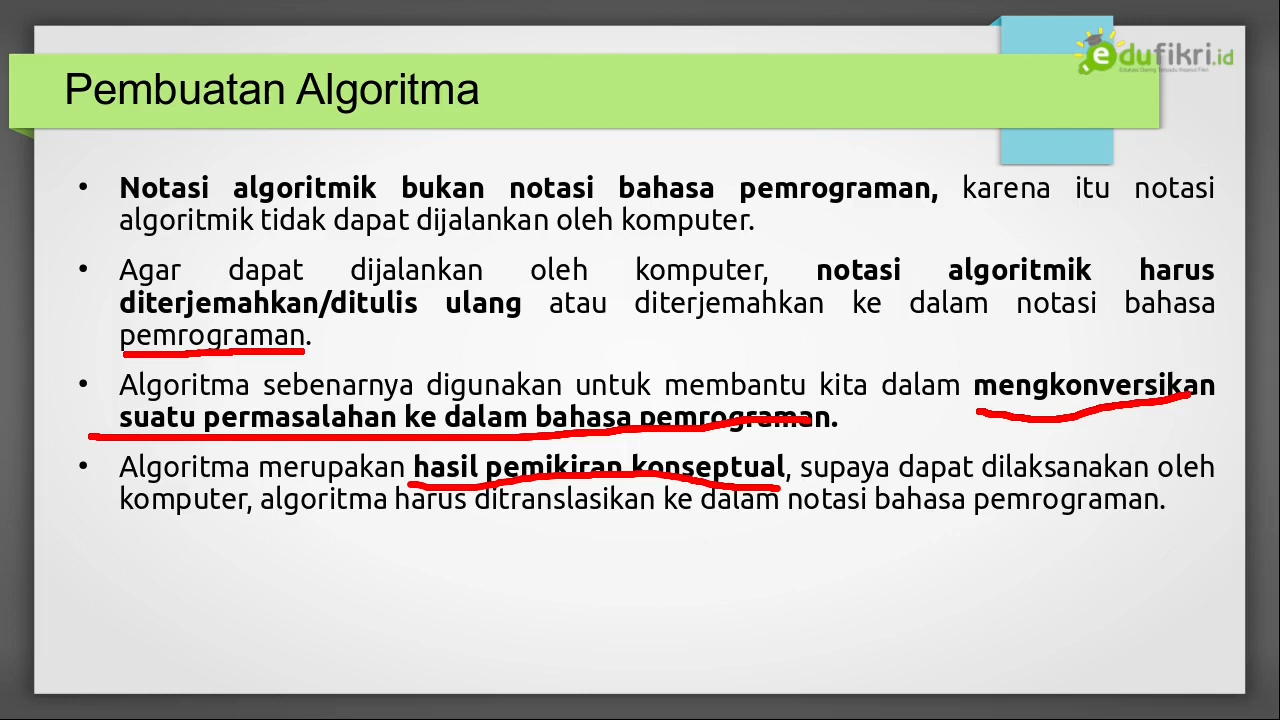 edufikri.id
Pembuatan Algoritma
• Notasi algoritmik bukan notasi bahasa pemrograman, karena itu notasi
algoritmik tidak dapat dijalankan oleh komputer.
• Agar dapat dijalankan oleh komputer, notasi algoritmik harus
diterjemahkan/ditulis ulang atau diterjemahkan ke dalam notasi bahasa
pemrograman.
• Algoritma sebenarnya digunakan untuk membantu kita dalam mengkonversikan
suatu permasalahan ke dalam bahasa pemrograman.
• Algoritma merupakan hasil pemikiran konseptual, supaya dapat dilaksanakan oleh
komputer, algoritma harus ditranslasikan ke dalam notasi bahasa pemrograman.